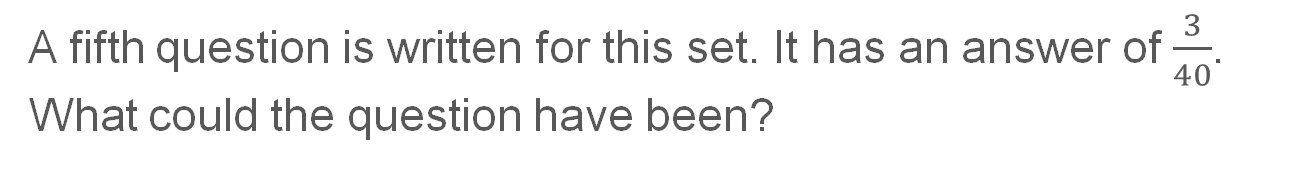 A fifth question is written for this set. It has an answer of 3/40.
What could the question have been?